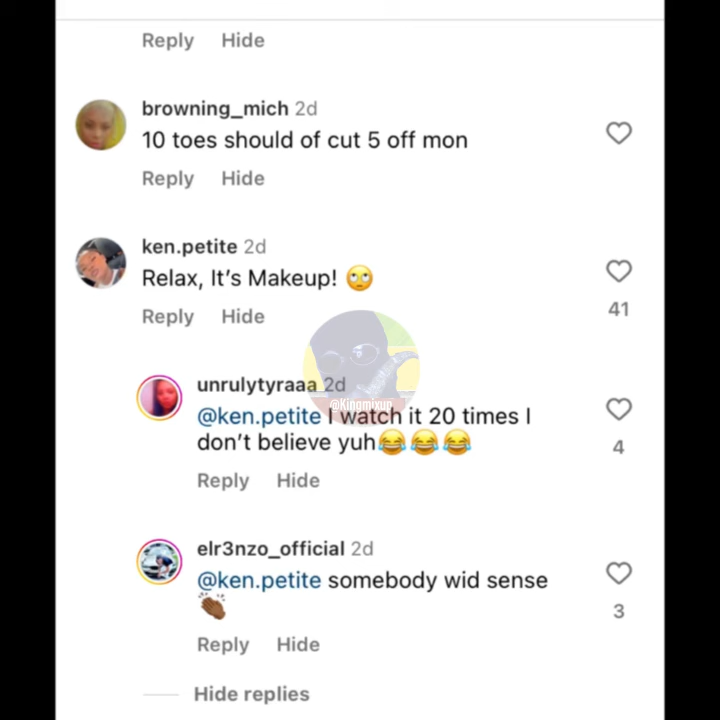 Reply Hide
browning_mich 2d
10 toes should of cut 5 off mon
Reply Hide
ken.petite 2d
Relax, It's Makeup! 🙄
41
Reply Hide
@Kingmixup
unrulytyraaa 2d
@ken.petite I watch it 20 times I
don't believe yuh😂😂😂
4
Reply Hide
elr3nzo_official 2d
@ken.petite somebody wid sense
👏🏾
3
Reply Hide
Hide replies